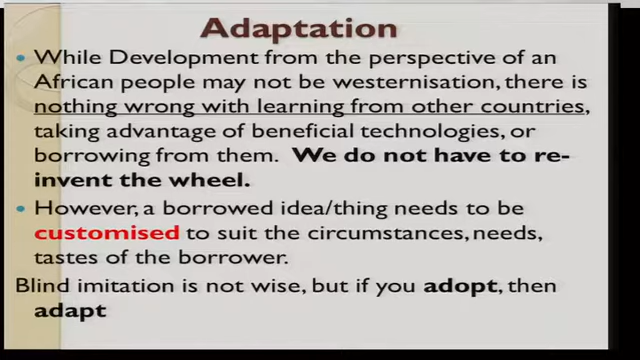 Adaptation
While Development from the perspective of an
African people may not be westernisation, there is
nothing wrong with learning from other countries,
taking advantage of beneficial technologies, or
borrowing from them. We do not have to re-
invent the wheel.
However, a borrowed idea/thing needs to be
customised to suit the circumstances, needs,
tastes of the borrower.
Blind imitation is not wise, but if you adopt, then
adapt